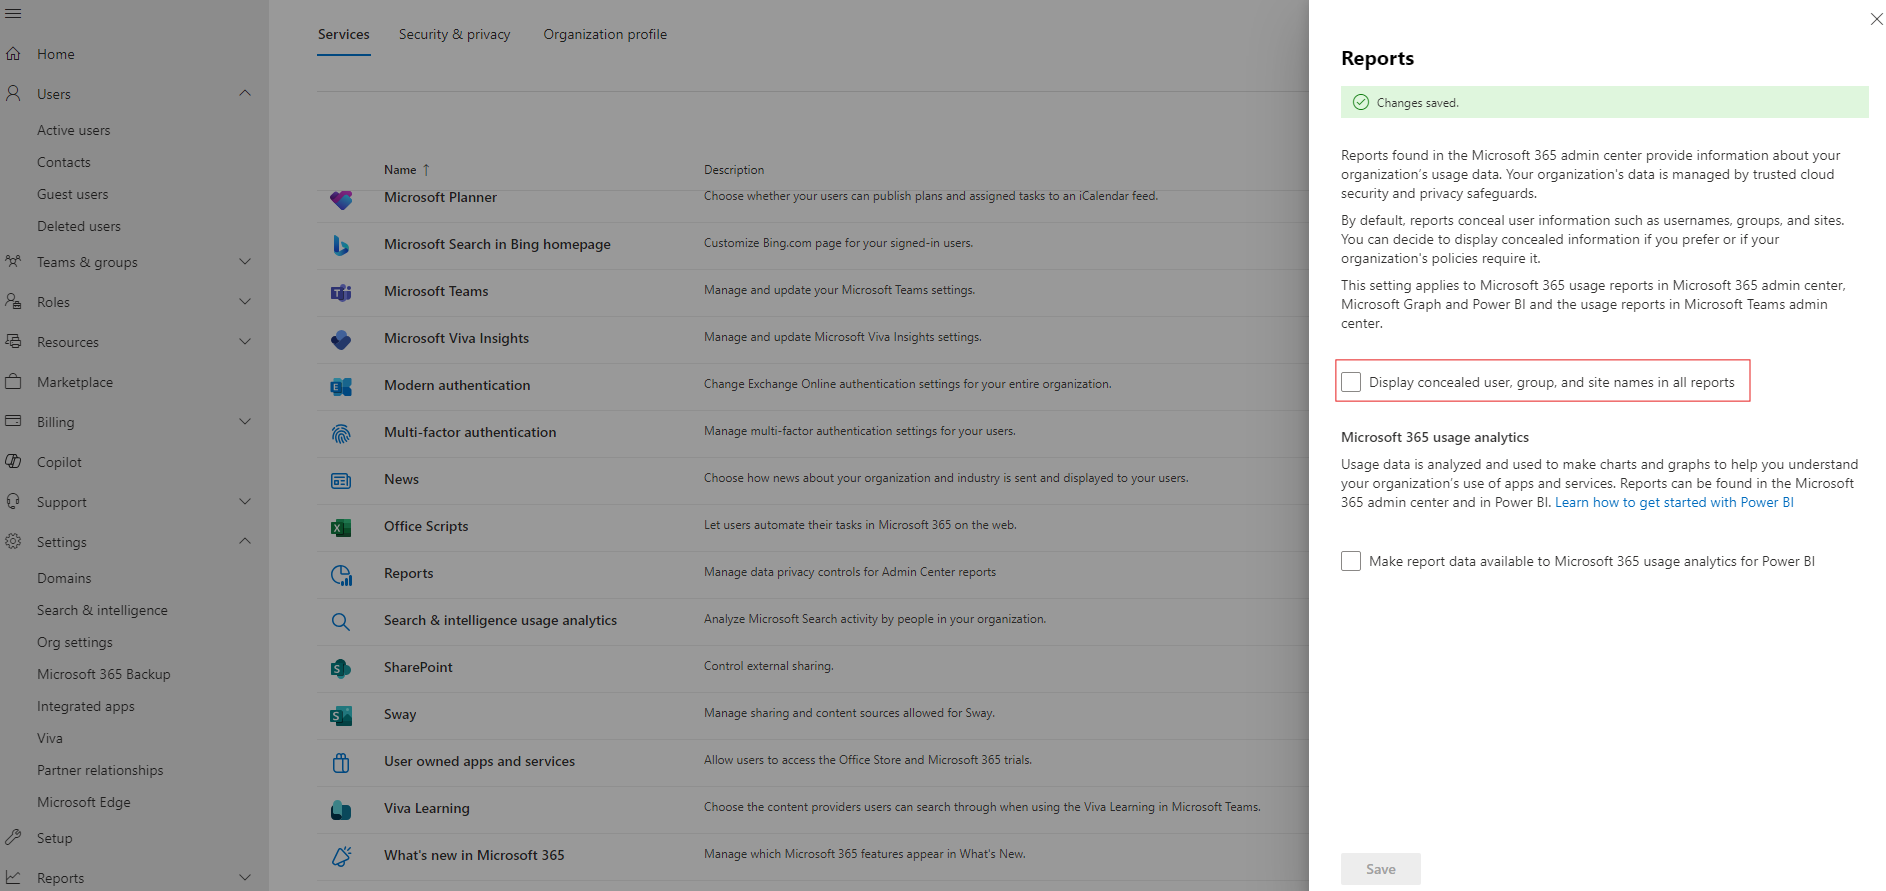 Home
Users
Active users
Contacts
Guest users
Deleted users
Teams & groups
Roles
Resources
Marketplace
Billing
Copilot
Support
Settings
Domains
Search & intelligence
Org settings
Microsoft 365 Backup
Integrated apps
Viva
Partner relationships
Microsoft Edge
Setup
Reports
Services Security & privacy Organization profile
Name ↑ Description
Microsoft Planner Choose whether your users can publish plans and assigned tasks to an iCalendar feed.
Microsoft Search in Bing homepage Customize Bing.com page for your signed-in users.
Microsoft Teams Manage and update your Microsoft Teams settings.
Microsoft Viva Insights Manage and update Microsoft Viva Insights settings.
Modern authentication Change Exchange Online authentication settings for your entire organization.
Multi-factor authentication Manage multi-factor authentication settings for your users.
News Choose how news about your organization and industry is sent and displayed to your users.
Office Scripts Let users automate their tasks in Microsoft 365 on the web.
Reports Manage data privacy controls for Admin Center reports
Search & intelligence usage analytics Analyze Microsoft Search activity by people in your organization.
SharePoint Control external sharing.
Sway Manage sharing and content sources allowed for Sway.
User owned apps and services Allow users to access the Office Store and Microsoft 365 trials.
Viva Learning Choose the content providers users can search through when using the Viva Learning in Microsoft Teams.
What's new in Microsoft 365 Manage which Microsoft 365 features appear in What's New.
Reports
Changes saved.
Reports found in the Microsoft 365 admin center provide information about your
organization's usage data. Your organization's data is managed by trusted cloud
security and privacy safeguards.
By default, reports conceal user information such as usernames, groups, and sites.
You can decide to display concealed information if you prefer or if your
organization's policies require it.
This setting applies to Microsoft 365 usage reports in Microsoft 365 admin center,
Microsoft Graph and Power BI and the usage reports in Microsoft Teams admin
center.
Display concealed user, group, and site names in all reports
Microsoft 365 usage analytics
Usage data is analyzed and used to make charts and graphs to help you understand
your organization's use of apps and services. Reports can be found in the Microsoft
365 admin center and in Power BI. Learn how to get started with Power BI
Make report data available to Microsoft 365 usage analytics for Power BI
Save